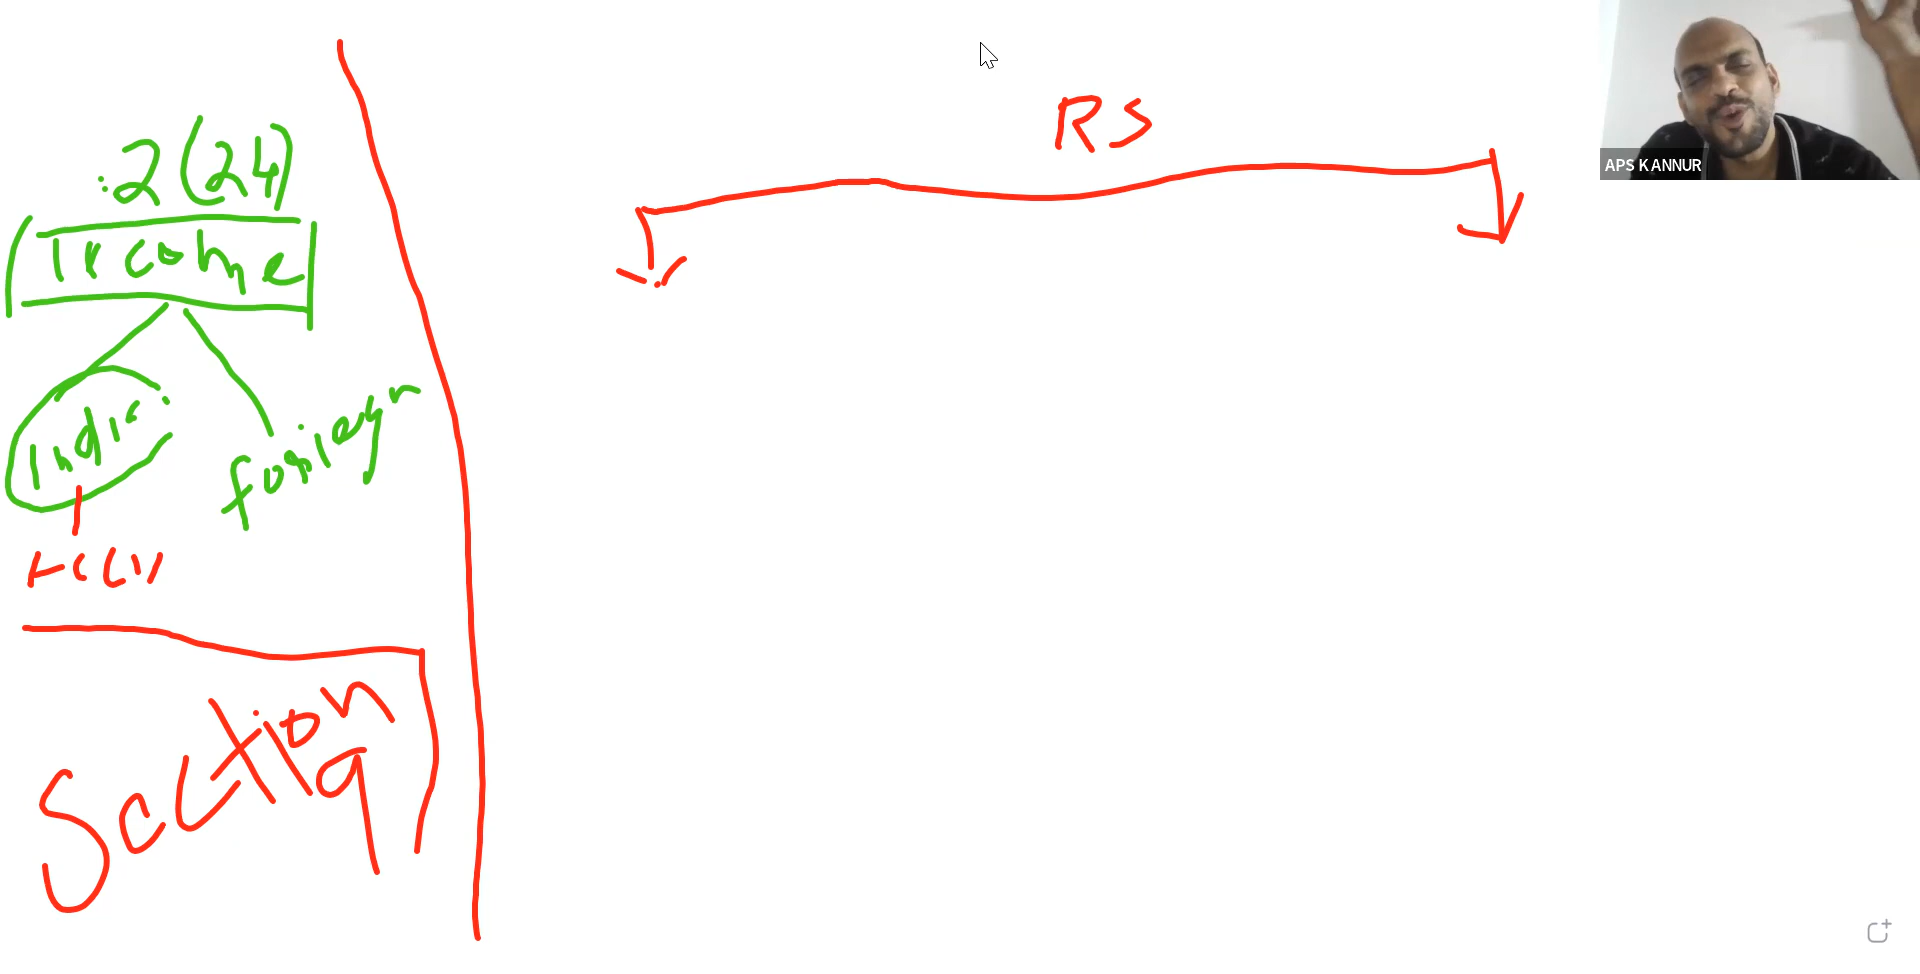 :2(24)
Income
India
foriegn
Section
9
RS
APS KANNUR